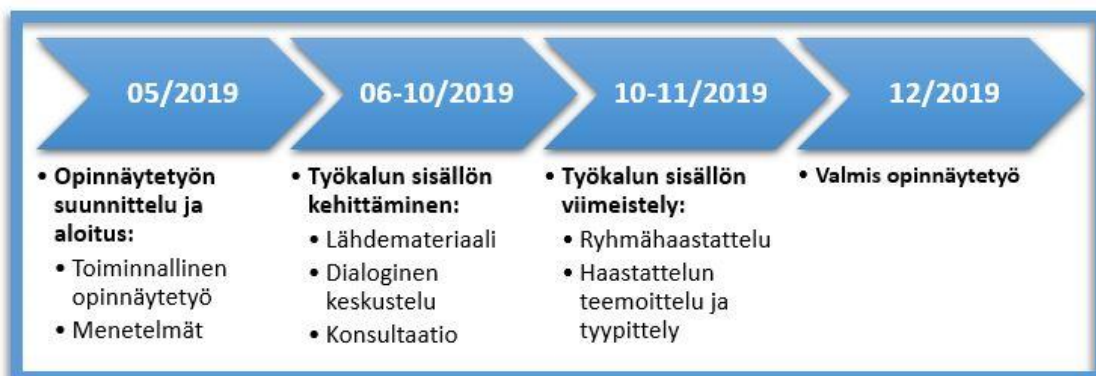 05/2019
06-10/2019
10-11/2019
12/2019
• Opinnäytetyön
suunnittelu ja
aloitus:
• Toiminnallinen
opinnäytetyö
• Menetelmät
• Työkalun sisällön
kehittäminen:
• Lähdemateriaali
• Dialoginen
keskustelu
• Konsultaatio
• Työkalun sisällön
viimeistely:
• Ryhmähaastattelu
• Haastattelun
teemoittelu ja
tyypittely
• Valmis opinnäytetyö